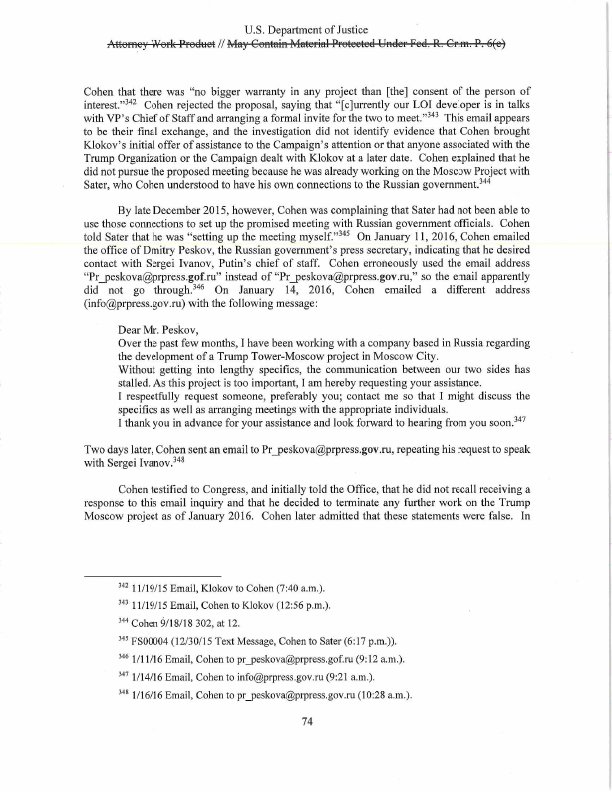 U.S. Department of Justice
Attorney Work Product // May Contain Material Protected Under Fed. R. Crim. P. 6(e)
Cohen that there was “no bigger warranty in any project than [the] consent of the person of
interest.”342 Cohen rejected the proposal, saying that “[c]urrently our LOI developer is in talks
with VP’s Chief of Staff and arranging a formal invite for the two to meet.”343 This email appears
to be their final exchange, and the investigation did not identify evidence that Cohen brought
Klokov’s initial offer of assistance to the Campaign’s attention or that anyone associated with the
Trump Organization or the Campaign dealt with Klokov at a later date. Cohen explained that he
did not pursue the proposed meeting because he was already working on the Moscow Project with
Sater, who Cohen understood to have his own connections to the Russian government.344
By late December 2015, however, Cohen was complaining that Sater had not been able to
use those connections to set up the promised meeting with Russian government officials. Cohen
told Sater that he was “setting up the meeting myself.”345 On January 11, 2016, Cohen emailed
the office of Dmitry Peskov, the Russian government’s press secretary, indicating that he desired
contact with Sergei Ivanov, Putin’s chief of staff. Cohen erroneously used the email address
“Pr_peskova@prpress.gof.ru” instead of “Pr_peskova@prpress.gov.ru,” so the email apparently
did not go through.346 On January 14, 2016, Cohen emailed a different address
(info@prpress.gov.ru) with the following message:
Dear Mr. Peskov,
Over the past few months, I have been working with a company based in Russia regarding
the development of a Trump Tower-Moscow project in Moscow City.
Without getting into lengthy specifics, the communication between our two sides has
stalled. As this project is too important, I am hereby requesting your assistance.
I respectfully request someone, preferably you; contact me so that I might discuss the
specifics as well as arranging meetings with the appropriate individuals.
I thank you in advance for your assistance and look forward to hearing from you soon.347
Two days later, Cohen sent an email to Pr_peskova@prpress.gov.ru, repeating his request to speak
with Sergei Ivanov.348
Cohen testified to Congress, and initially told the Office, that he did not recall receiving a
response to this email inquiry and that he decided to terminate any further work on the Trump
Moscow project as of January 2016. Cohen later admitted that these statements were false. In
342 11/19/15 Email, Klokov to Cohen (7:40 a.m.).
343 11/19/15 Email, Cohen to Klokov (12:56 p.m.).
344 Cohen 9/18/18 302, at 12.
345 FS00004 (12/30/15 Text Message, Cohen to Sater (6:17 p.m.)).
346 1/11/16 Email, Cohen to pr_peskova@prpress.gof.ru (9:12 a.m.).
347 1/14/16 Email, Cohen to info@prpress.gov.ru (9:21 a.m.).
348 1/16/16 Email, Cohen to pr_peskova@prpress.gov.ru (10:28 a.m.).
74